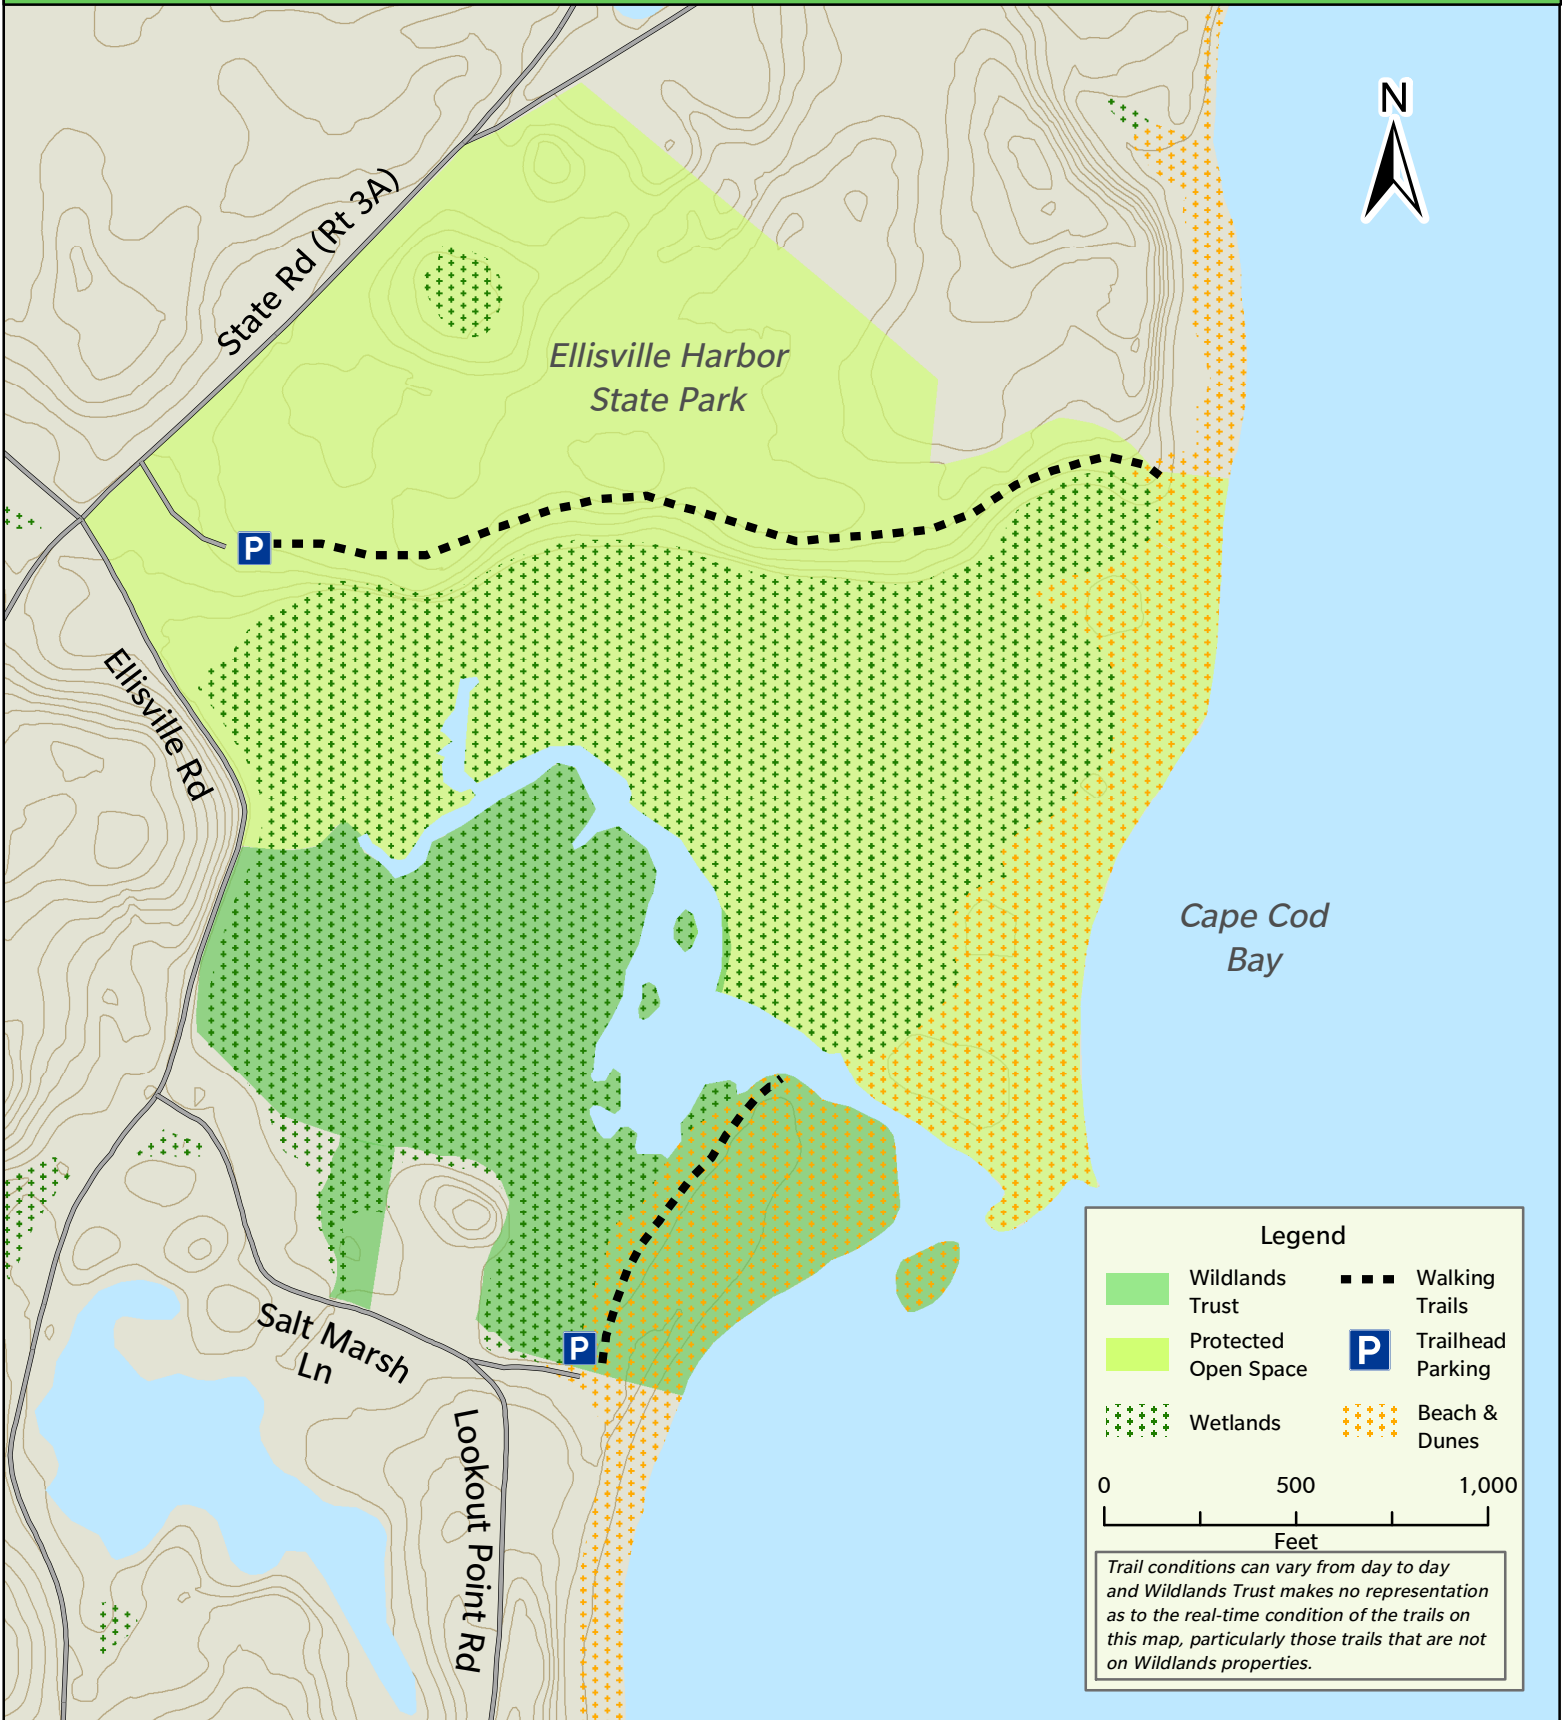 N
State Rd (Rt 3A)
Ellisville Harbor
State Park
P
Ellisville Rd
Cape Cod
Bay
P
Salt Marsh
Ln
Lookout Point Rd
Legend
Wildlands
Trust
Walking
Trails
Protected
Open Space
P
Trailhead
Parking
Wetlands
Beach &
Dunes
0 500 1,000
Feet
Trail conditions can vary from day to day
and Wildlands Trust makes no representation
as to the real-time condition of the trails on
this map, particularly those trails that are not
on Wildlands properties.